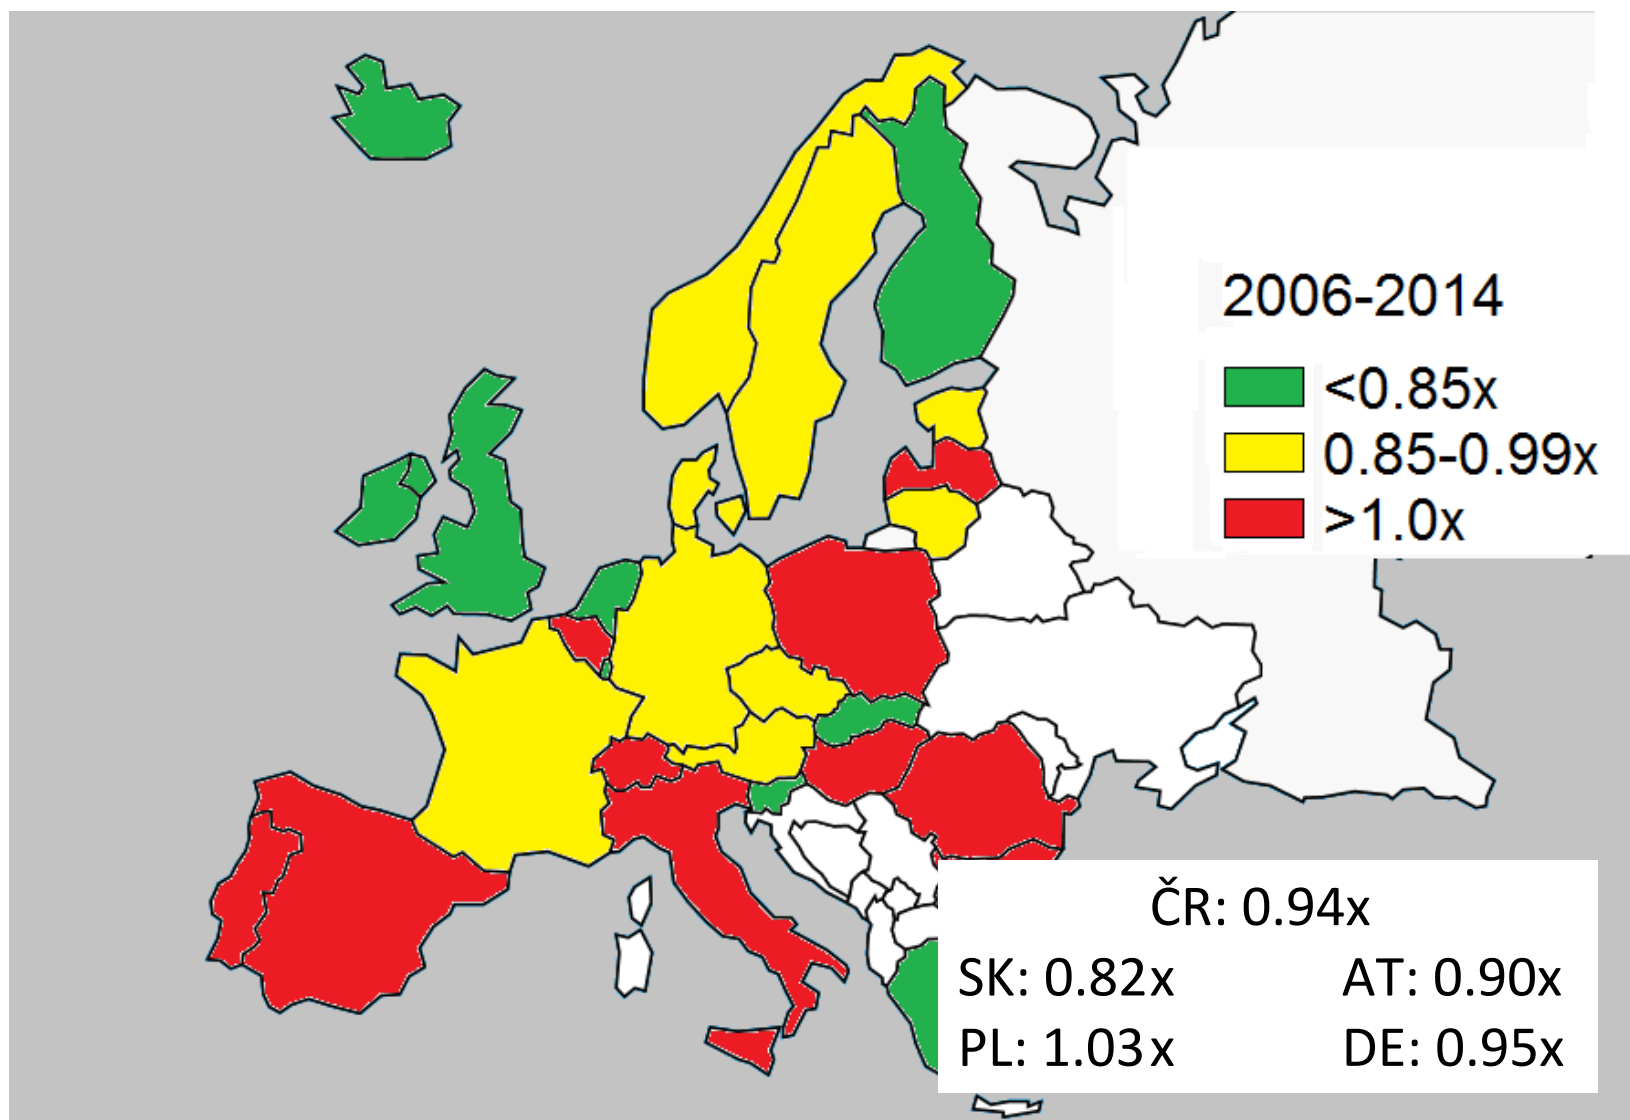 2006-2014
<0.85x
0.85-0.99x
>1.0x
ČR: 0.94x
SK: 0.82x AT: 0.90x
PL: 1.03x DE: 0.95x